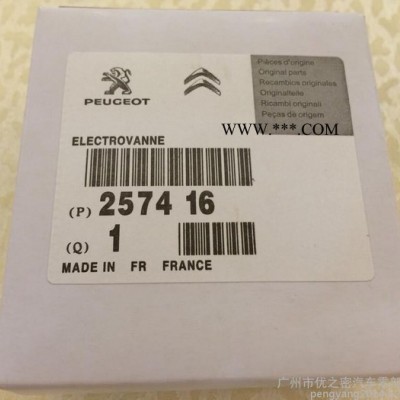 PEUGEOT
Pièces d'origine
Original parts
Recambios originales
Originalteile
Ricambi originali
Peças de origem
WWW.***.COM
ELECTROVANNE
(P) 2574 16
(Q) 1
MADE IN FR FRANCE
广州市优之密汽车零